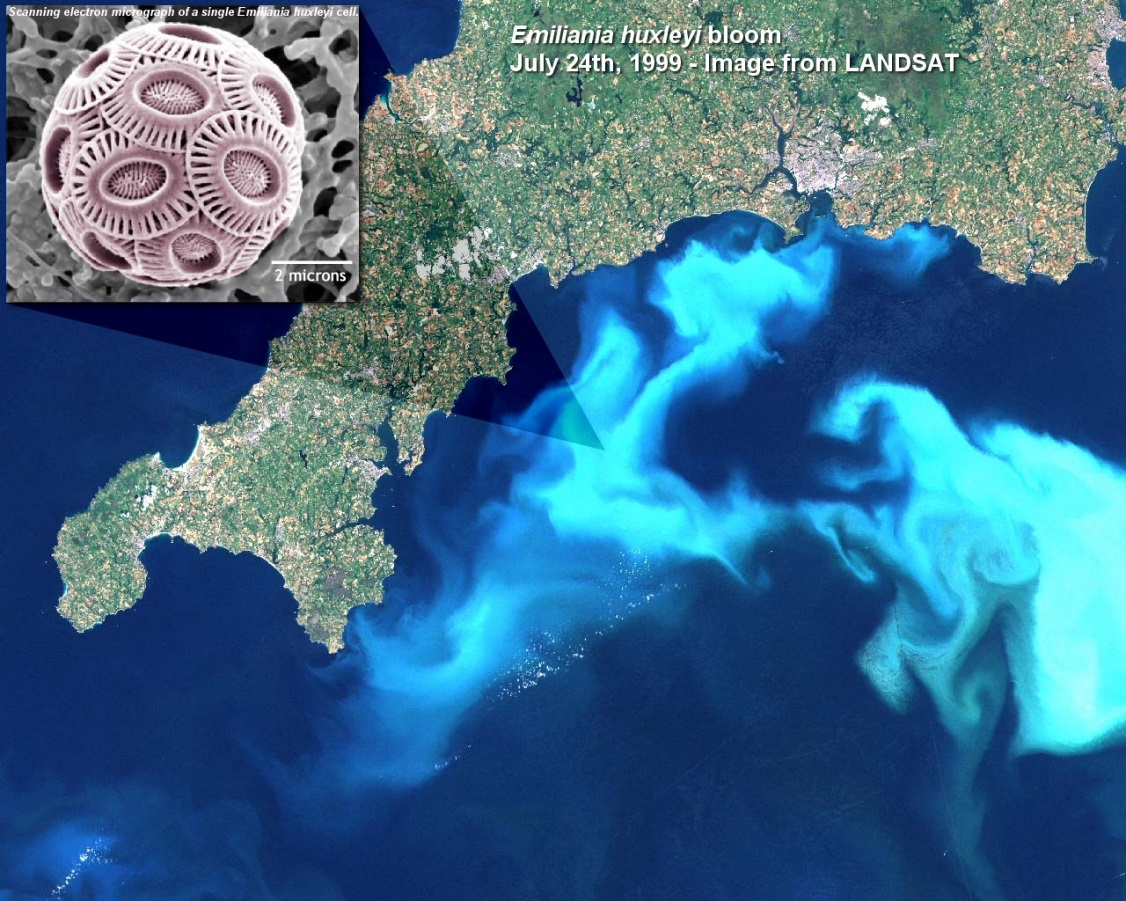 Scanning electron micrograph of a single Emiliania huxleyi cell.
Emiliania huxleyi bloom
July 24th, 1999 - Image from LANDSAT
2 microns